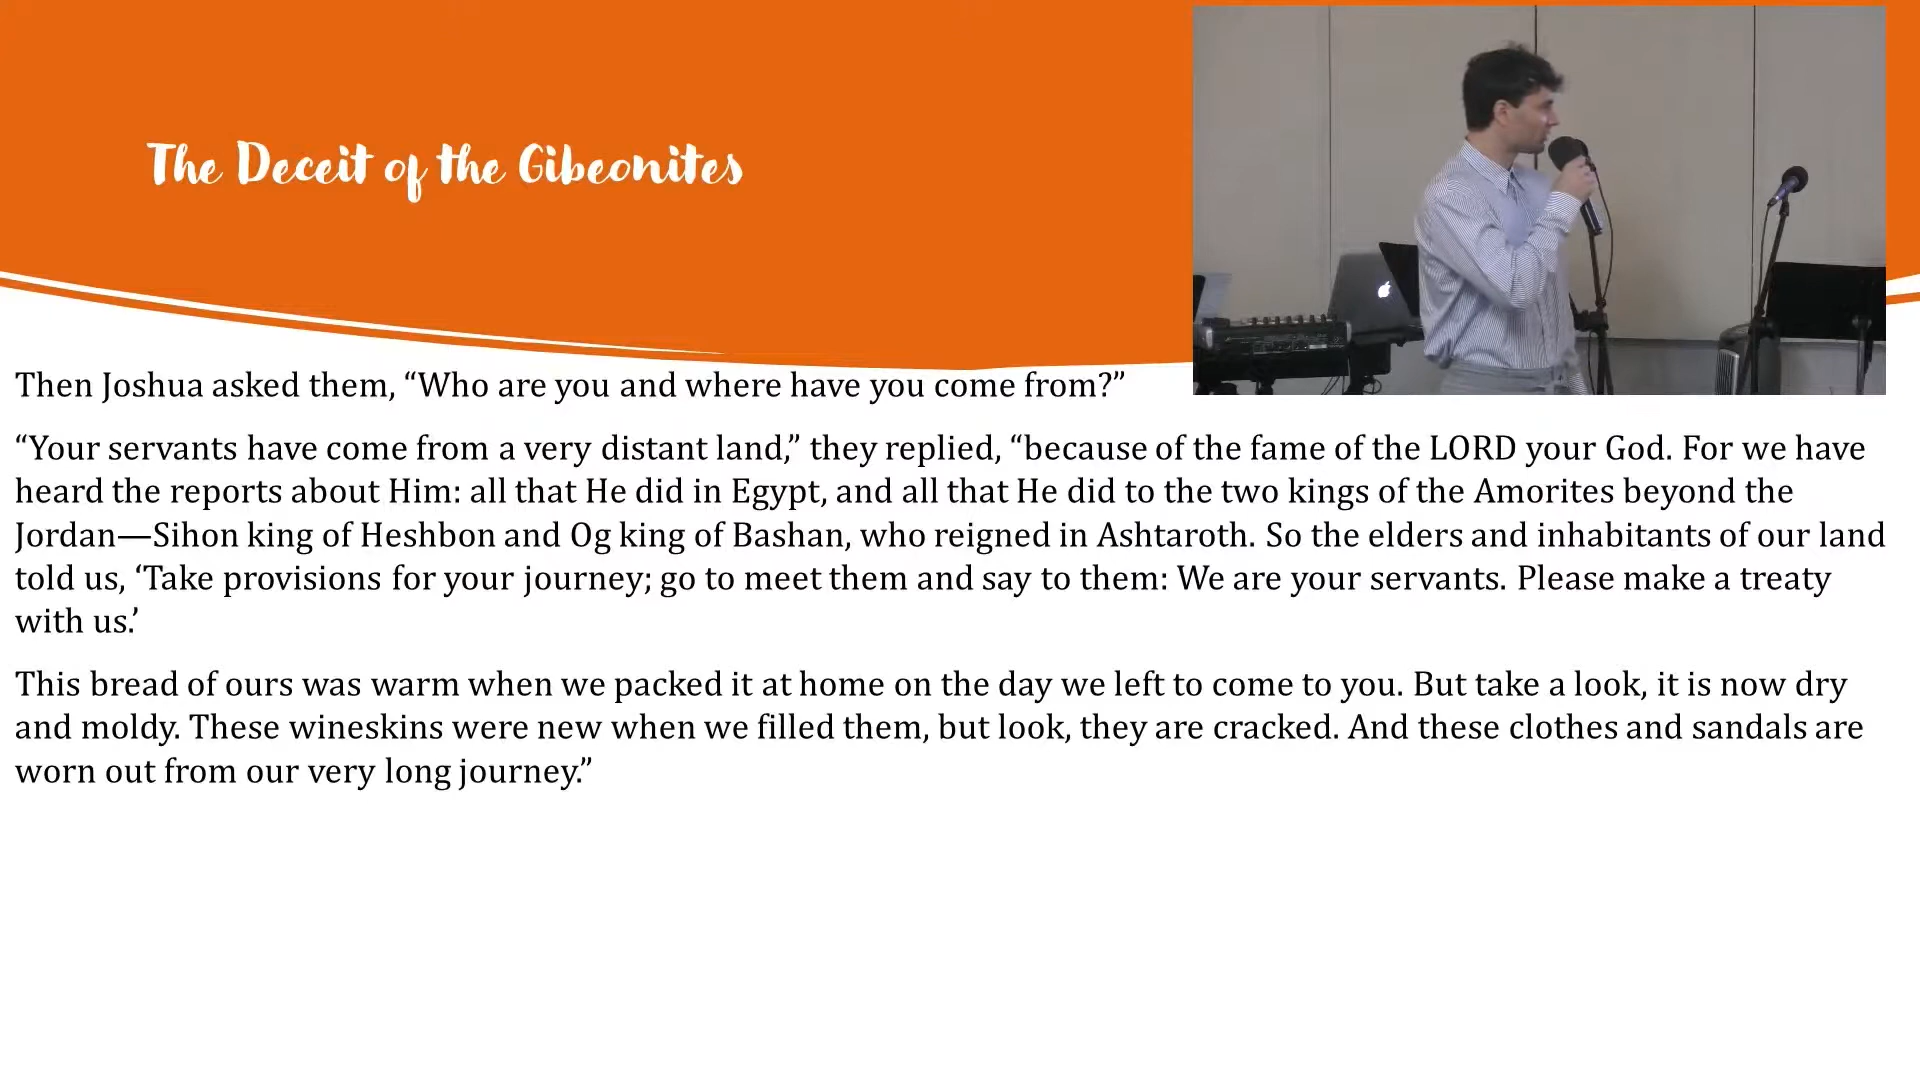 The Deceit of the Gibeonites
Then Joshua asked them, “Who are you and where have you come from?”
“Your servants have come from a very distant land,” they replied, “because of the fame of the LORD your God. For we have
heard the reports about Him: all that He did in Egypt, and all that He did to the two kings of the Amorites beyond the
Jordan—Sihon king of Heshbon and Og king of Bashan, who reigned in Ashtaroth. So the elders and inhabitants of our land
told us, ‘Take provisions for your journey; go to meet them and say to them: We are your servants. Please make a treaty
with us.’
This bread of ours was warm when we packed it at home on the day we left to come to you. But take a look, it is now dry
and moldy. These wineskins were new when we filled them, but look, they are cracked. And these clothes and sandals are
worn out from our very long journey.”